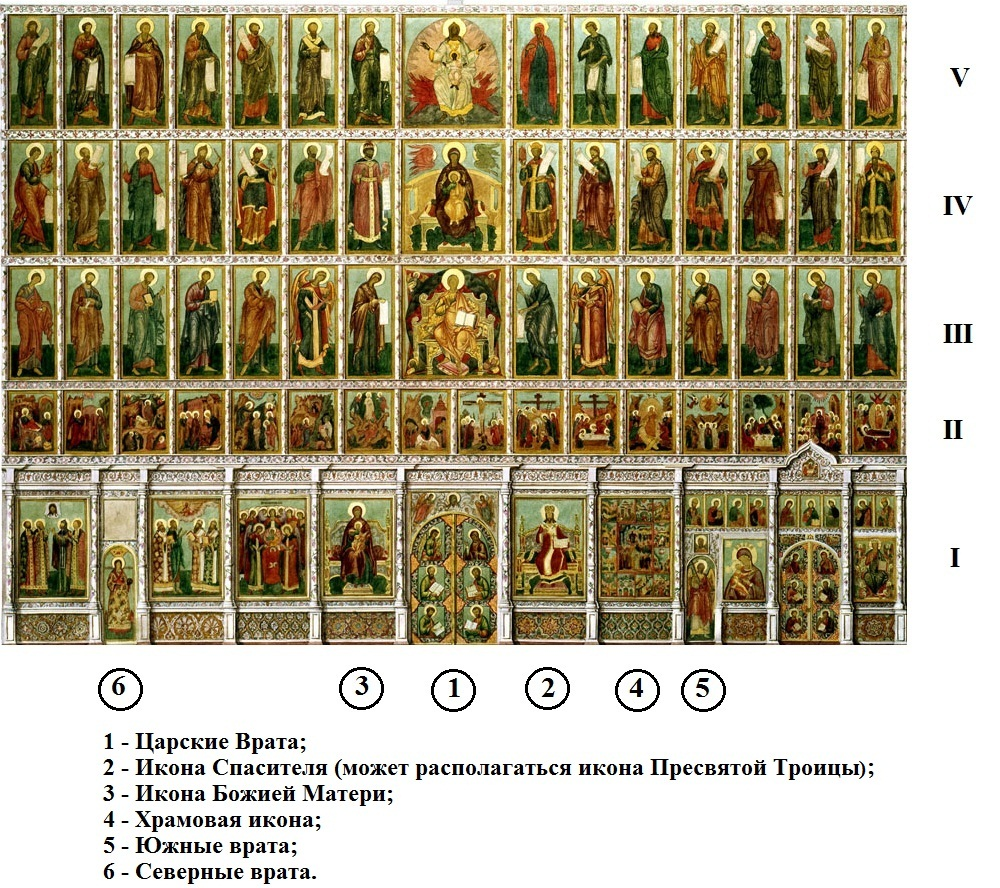 V
IV
III
II
I
6 3 1 2 4 5
1 - Царские Врата;
2 - Икона Спасителя (может располагаться икона Пресвятой Троицы);
3 - Икона Божией Матери;
4 - Храмовая икона;
5 - Южные врата;
6 - Северные врата.